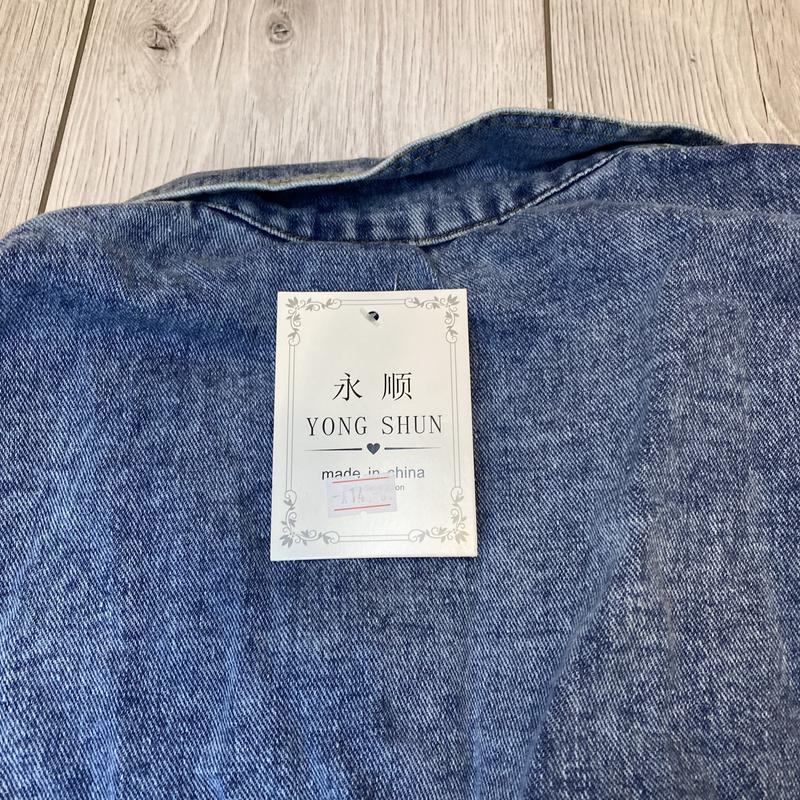 永 顺
YONG SHUN
made in china